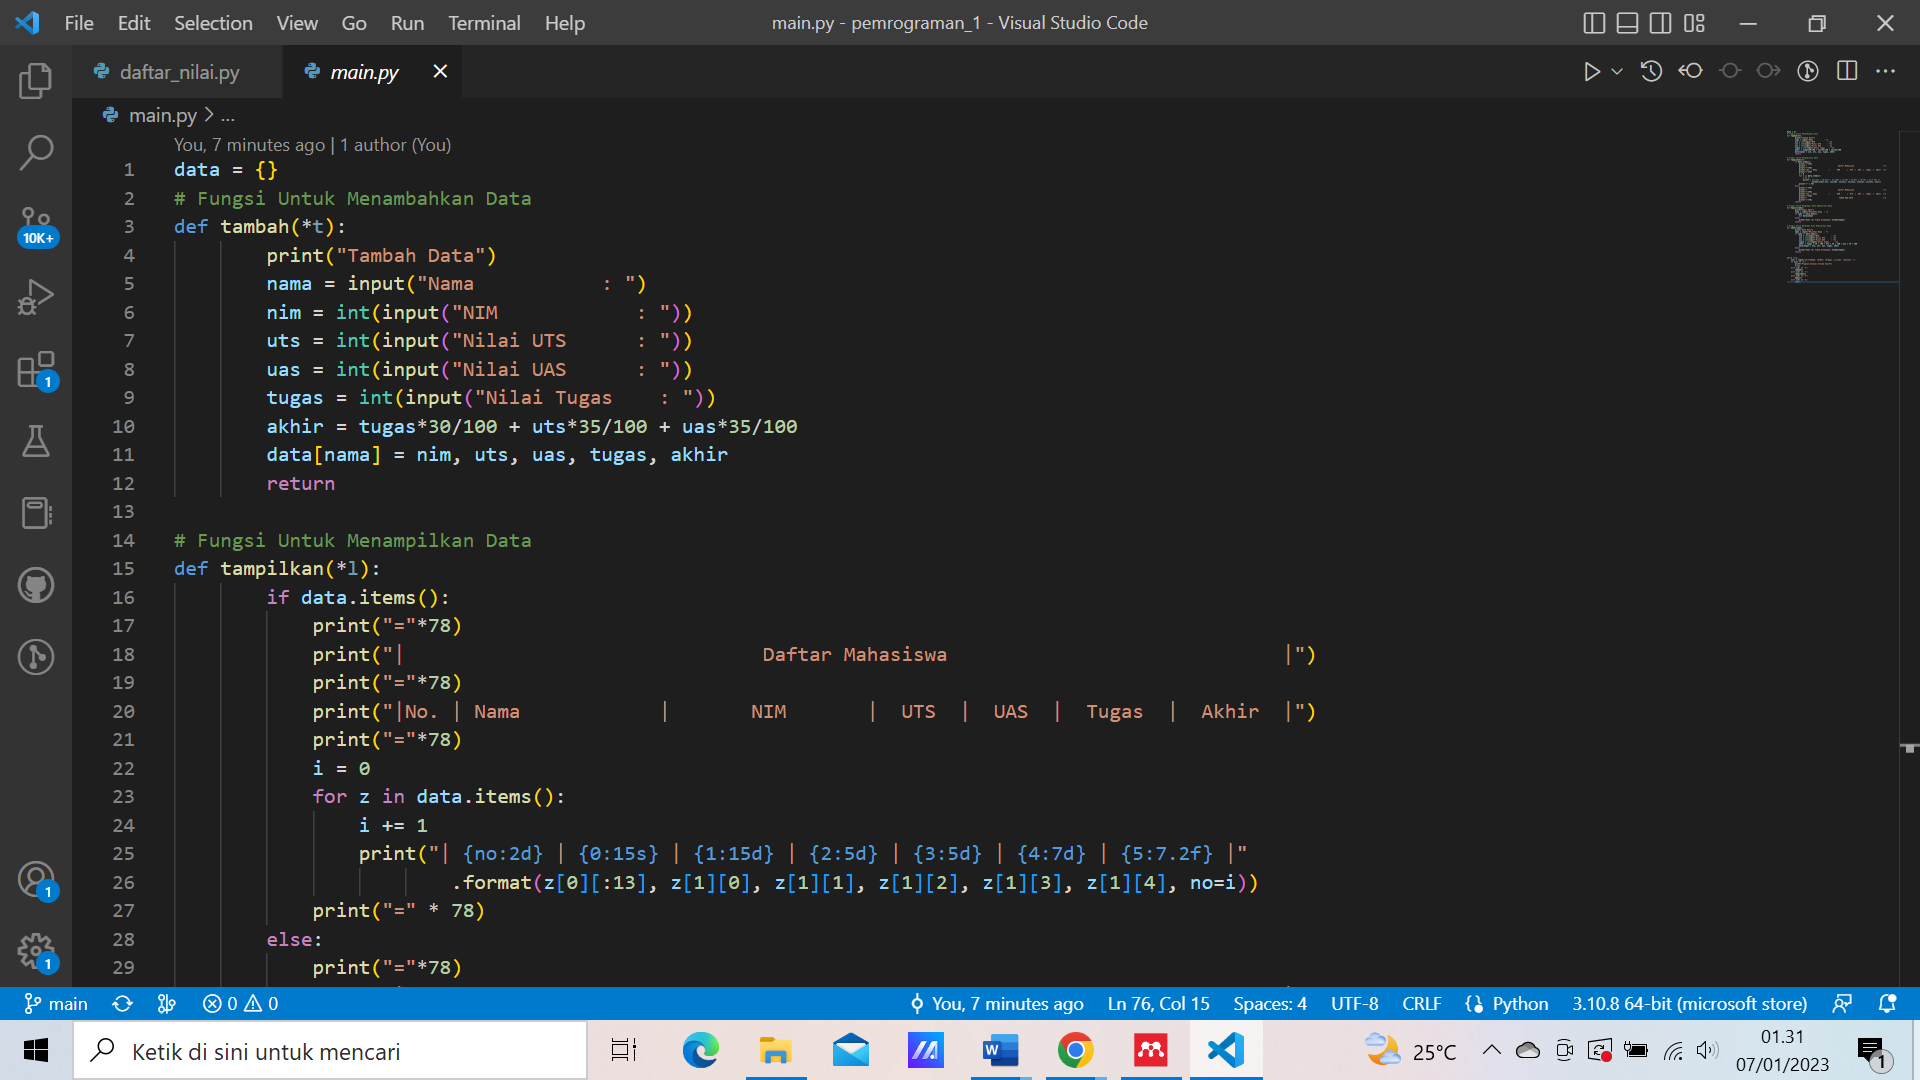 File Edit Selection View Go Run Terminal Help main.py - pemrograman_1 - Visual Studio Code
daftar_nilai.py main.py
main.py > ...
You, 7 minutes ago | 1 author (You)
1 data = {}
2 # Fungsi Untuk Menambahkan Data
3 def tambah(*t):
4 print("Tambah Data")
5 nama = input("Nama           : ")
6 nim = int(input("NIM            : "))
7 uts = int(input("Nilai UTS      : "))
8 uas = int(input("Nilai UAS      : "))
9 tugas = int(input("Nilai Tugas    : "))
10 akhir = tugas*30/100 + uts*35/100 + uas*35/100
11 data[nama] = nim, uts, uas, tugas, akhir
12 return
13
14 # Fungsi Untuk Menampilkan Data
15 def tampilkan(*l):
16 if data.items():
17 print("="*78)
18 print("|                               Daftar Mahasiswa                             |")
19 print("="*78)
20 print("|No. | Nama            |       NIM       |  UTS  |  UAS  |  Tugas  |  Akhir  |")
21 print("="*78)
22 i = 0
23 for z in data.items():
24 i += 1
25 print("| {no:2d} | {0:15s} | {1:15d} | {2:5d} | {3:5d} | {4:7d} | {5:7.2f} |"
26 .format(z[0][:13], z[1][0], z[1][1], z[1][2], z[1][3], z[1][4], no=i))
27 print("=" * 78)
28 else:
29 print("="*78)
10K+
1
1
1
main 0 0 You, 7 minutes ago Ln 76, Col 15 Spaces: 4 UTF-8 CRLF Python 3.10.8 64-bit (microsoft store)
Ketik di sini untuk mencari 25°C 01.31
07/01/2023 1